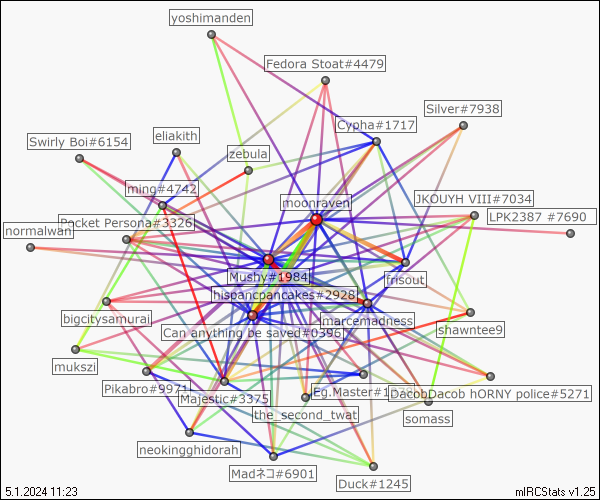 yoshimanden
Fedora Stoat#4479
Silver#7938
Cypha#1717
Swirly Boi#6154
eliakith
zebula
ming#4742
moonraven
JKOUYH VIII#7034
LPK2387 #7690
normalwan
Pocket Persona#3326
Mushy#1984
frisout
hispancpancakes#2928
bigcitysamurai
Can anything be saved#0396
marcemadness
shawntee9
mukszi
Pikabro#9971
Majestic#3375
Eg.Master#1
DacobDacob hORNY police#5271
the_second_twat
somass
neokingghidorah
Madネコ#6901
Duck#1245
5.1.2024 11:23
mIRCStats v1.25